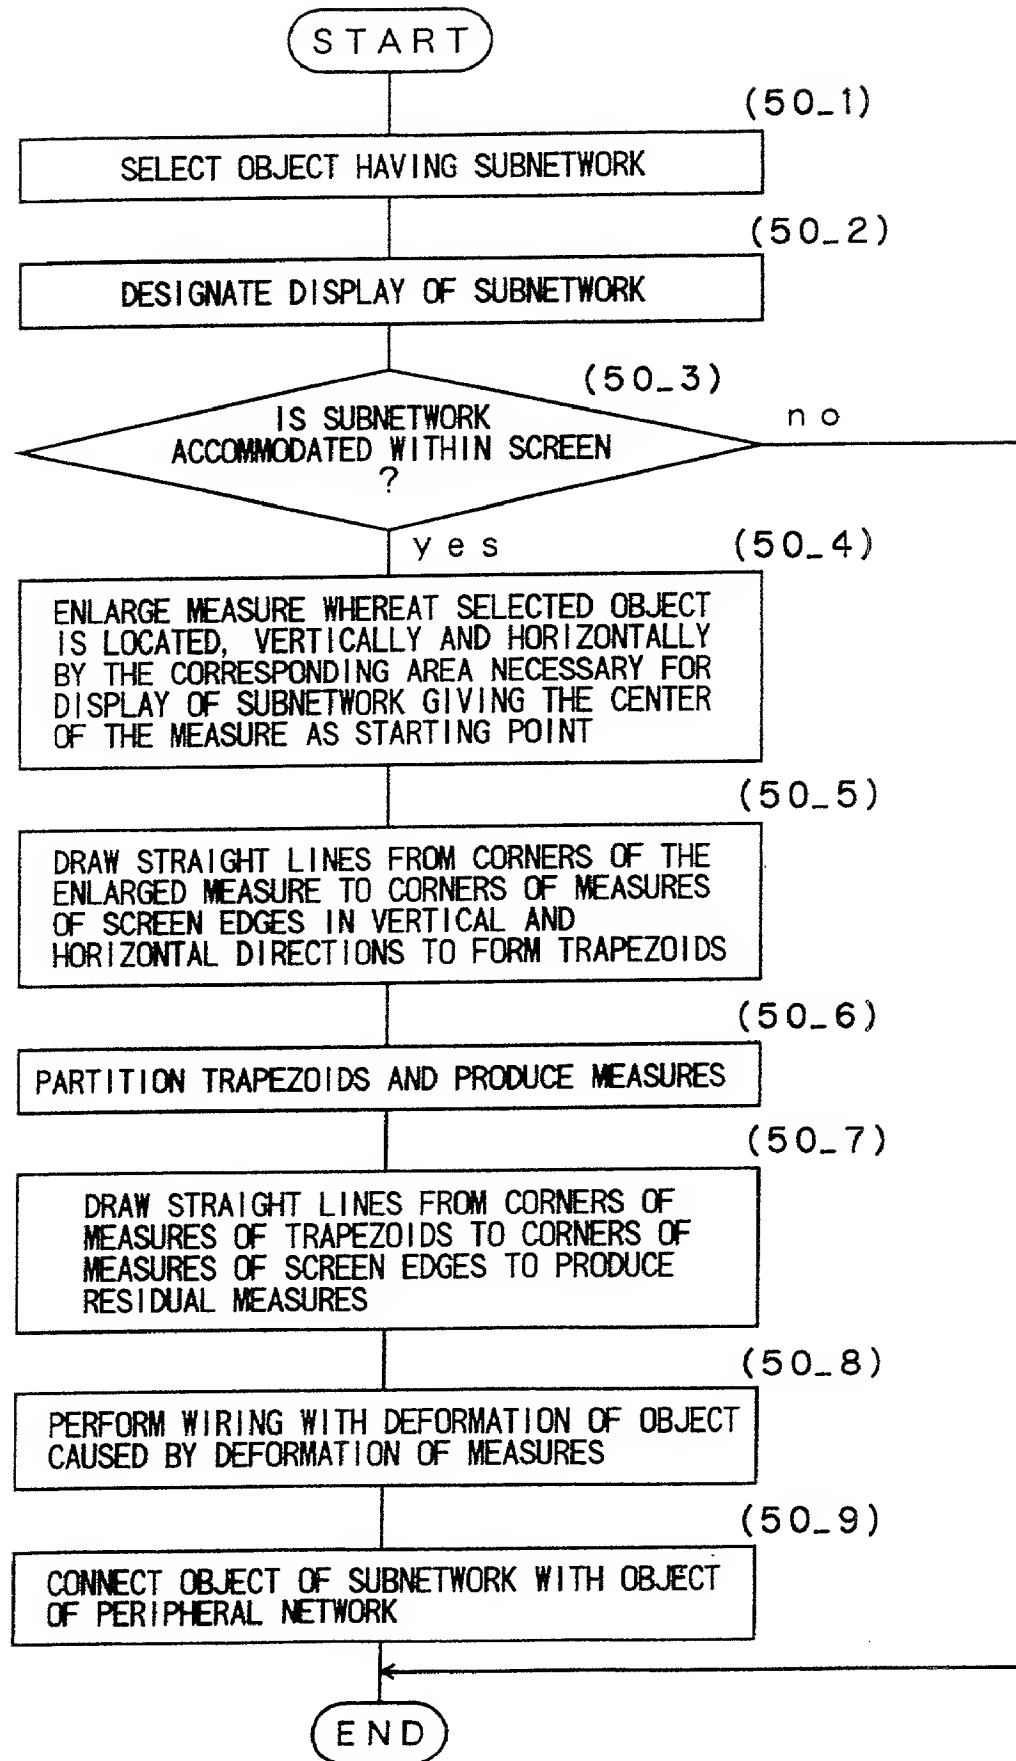 START
(50_1)
SELECT OBJECT HAVING SUBNETWORK
(50_2)
DESIGNATE DISPLAY OF SUBNETWORK
(50_3)
IS SUBNETWORK
ACCOMMODATED WITHIN SCREEN
?
no
yes
(50_4)
ENLARGE MEASURE WHEREAT SELECTED OBJECT
IS LOCATED, VERTICALLY AND HORIZONTALLY
BY THE CORRESPONDING AREA NECESSARY FOR
DISPLAY OF SUBNETWORK GIVING THE CENTER
OF THE MEASURE AS STARTING POINT
(50_5)
DRAW STRAIGHT LINES FROM CORNERS OF THE
ENLARGED MEASURE TO CORNERS OF MEASURES
OF SCREEN EDGES IN VERTICAL AND
HORIZONTAL DIRECTIONS TO FORM TRAPEZOIDS
(50_6)
PARTITION TRAPEZOIDS AND PRODUCE MEASURES
(50_7)
DRAW STRAIGHT LINES FROM CORNERS OF
MEASURES OF TRAPEZOIDS TO CORNERS OF
MEASURES OF SCREEN EDGES TO PRODUCE
RESIDUAL MEASURES
(50_8)
PERFORM WIRING WITH DEFORMATION OF OBJECT
CAUSED BY DEFORMATION OF MEASURES
(50_9)
CONNECT OBJECT OF SUBNETWORK WITH OBJECT
OF PERIPHERAL NETWORK
END